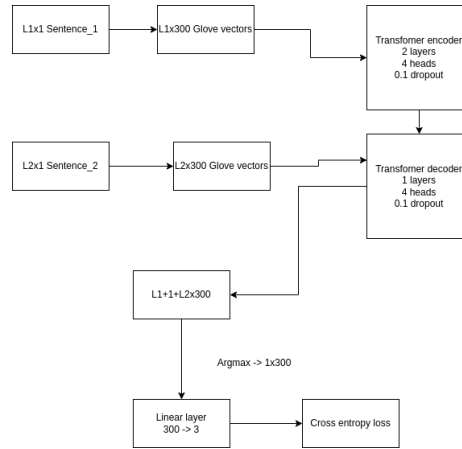 L1x1 Sentence_1
L1x300 Glove vectors
Transfomer encoder
2 layers
4 heads
0.1 dropout
L2x1 Sentence_2
L2x300 Glove vectors
Transfomer decoder
1 layers
4 heads
0.1 dropout
L1+1+L2x300
Argmax -> 1x300
Linear layer
300 -> 3
Cross entropy loss